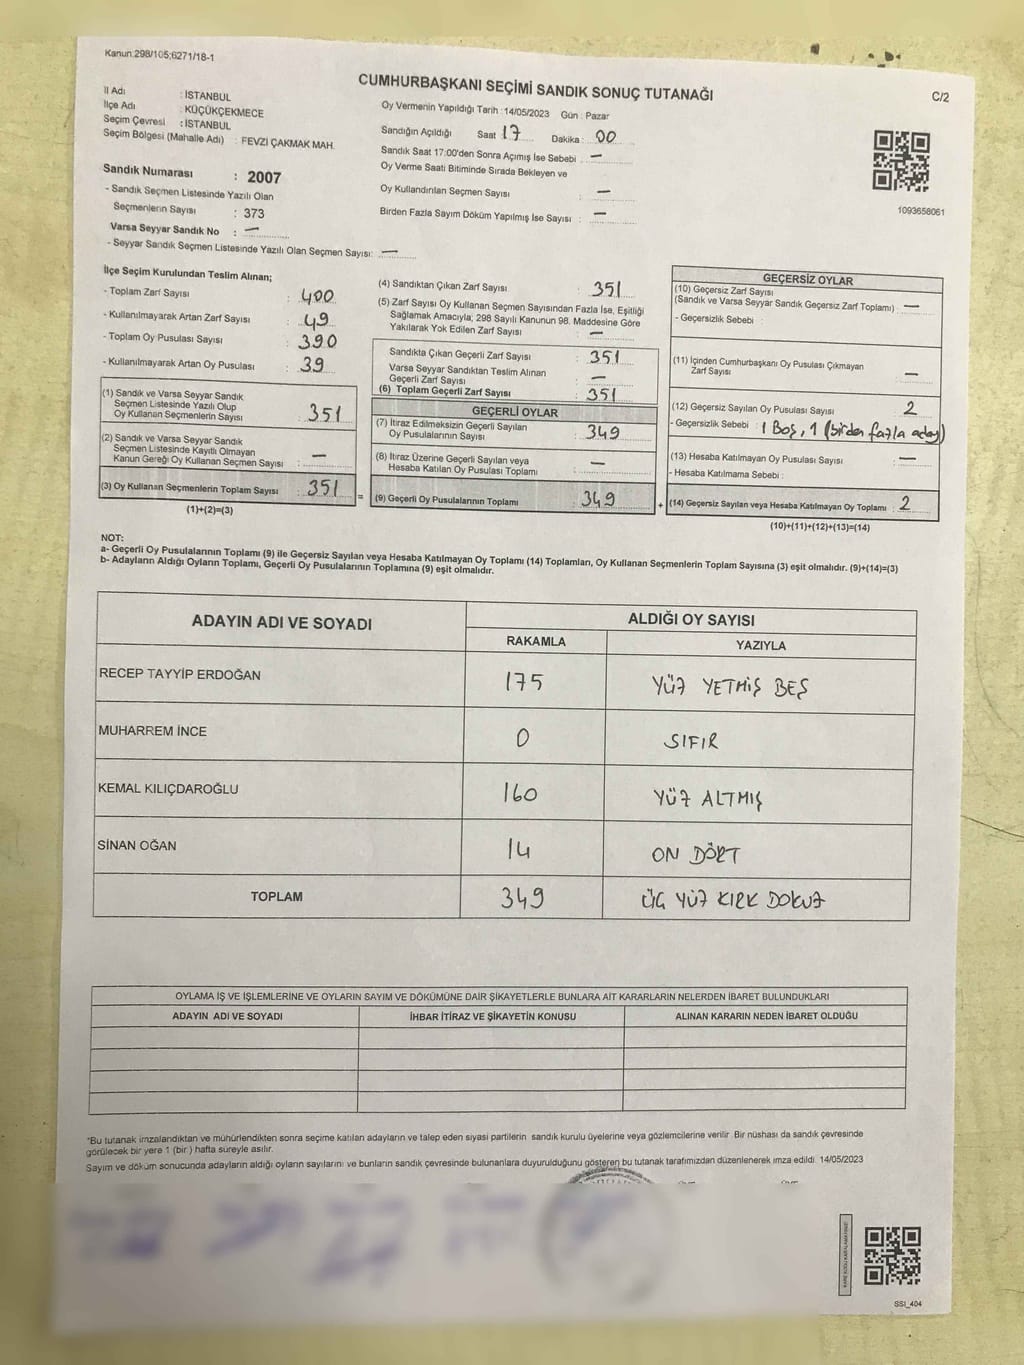 Kanun:298/105;6271/18-1
CUMHURBAŞKANI SEÇİMİ SANDIK SONUÇ TUTANAĞI
C/2
İl Adı : İSTANBUL
İlçe Adı : KÜÇÜKÇEKMECE
Seçim Çevresi : İSTANBUL
Seçim Bölgesi (Mahalle Adı) : FEVZİ ÇAKMAK MAH.
Oy Vermenin Yapıldığı Tarih : 14/05/2023 Gün : Pazar
Sandığın Açıldığı Saat 17 Dakika : 00
Sandık Saat 17:00'den Sonra Açımış İse Sebebi : —
Oy Verme Saati Bitiminde Sırada Bekleyen ve
Oy Kullandırılan Seçmen Sayısı : —
Birden Fazla Sayım Döküm Yapılmış İse Sayısı : —
1093658061
Sandık Numarası : 2007
- Sandık Seçmen Listesinde Yazılı Olan
Seçmenlerin Sayısı : 373
Varsa Seyyar Sandık No : —
- Seyyar Sandık Seçmen Listesinde Yazılı Olan Seçmen Sayısı: —
İlçe Seçim Kurulundan Teslim Alınan;
- Toplam Zarf Sayısı : 400
- Kullanılmayarak Artan Zarf Sayısı : 49
- Toplam Oy Pusulası Sayısı : 390
- Kullanılmayarak Artan Oy Pusulası : 39
(1) Sandık ve Varsa Seyyar Sandık
Seçmen Listesinde Yazılı Olup
Oy Kullanan Seçmenlerin Sayısı : 351
(2) Sandık ve Varsa Seyyar Sandık
Seçmen Listesinde Kayıtlı Olmayan
Kanun Gereği Oy Kullanan Seçmen Sayısı : —
(3) Oy Kullanan Seçmenlerin Toplam Sayısı : 351
(1)+(2)=(3)
(4) Sandıktan Çıkan Zarf Sayısı : 351
(5) Zarf Sayısı Oy Kullanan Seçmen Sayısından Fazla İse, Eşitliği
Sağlamak Amacıyla; 298 Sayılı Kanunun 98. Maddesine Göre
Yakılarak Yok Edilen Zarf Sayısı : —
Sandıkta Çıkan Geçerli Zarf Sayısı : 351
Varsa Seyyar Sandıktan Teslim Alınan
Geçerli Zarf Sayısı : —
(6) Toplam Geçerli Zarf Sayısı : 351
GEÇERLİ OYLAR
(7) İtiraz Edilmeksizin Geçerli Sayılan
Oy Pusulalarının Sayısı : 349
(8) İtiraz Üzerine Geçerli Sayılan veya
Hesaba Katılan Oy Pusulası Toplamı : —
= (9) Geçerli Oy Pusulalarının Toplamı : 349
GEÇERSİZ OYLAR
(10) Geçersiz Zarf Sayısı
(Sandık ve Varsa Seyyar Sandık Geçersiz Zarf Toplamı) : —
- Geçersizlik Sebebi :
(11) İçinden Cumhurbaşkanı Oy Pusulası Çıkmayan
Zarf Sayısı : —
(12) Geçersiz Sayılan Oy Pusulası Sayısı : 2
- Geçersizlik Sebebi : 1 Boş, 1 (birden fazla aday)
(13) Hesaba Katılmayan Oy Pusulası Sayısı : —
- Hesaba Katılmama Sebebi :
+ (14) Geçersiz Sayılan veya Hesaba Katılmayan Oy Toplamı : 2
(10)+(11)+(12)+(13)=(14)
NOT:
a- Geçerli Oy Pusulalarının Toplamı (9) ile Geçersiz Sayılan veya Hesaba Katılmayan Oy Toplamı (14) Toplamları, Oy Kullanan Seçmenlerin Toplam Sayısına (3) eşit olmalıdır. (9)+(14)=(3)
b- Adayların Aldığı Oyların Toplamı, Geçerli Oy Pusulalarının Toplamına (9) eşit olmalıdır.
ADAYIN ADI VE SOYADI
ALDIĞI OY SAYISI
RAKAMLA YAZIYLA
RECEP TAYYİP ERDOĞAN 175 YÜZ YETMİŞ BEŞ
MUHARREM İNCE 0 SIFIR
KEMAL KILIÇDAROĞLU 160 YÜZ ALTMIŞ
SİNAN OĞAN 14 ON DÖRT
TOPLAM 349 ÜÇ YÜZ KIRK DOKUZ
OYLAMA İŞ VE İŞLEMLERİNE VE OYLARIN SAYIM VE DÖKÜMÜNE DAİR ŞİKAYETLERLE BUNLARA AİT KARARLARIN NELERDEN İBARET BULUNDUKLARI
ADAYIN ADI VE SOYADI İHBAR İTİRAZ VE ŞİKAYETİN KONUSU ALINAN KARARIN NEDEN İBARET OLDUĞU
*Bu tutanak imzalandıktan ve mühürlendikten sonra seçime katılan adayların ve talep eden siyasi partilerin sandık kurulu üyelerine veya gözlemcilerine verilir. Bir nüshası da sandık çevresinde
görülecek bir yere 1 (bir) hafta süreyle asılır.
Sayım ve döküm sonucunda adayların aldığı oyların sayılarını ve bunların sandık çevresinde bulunanlara duyurulduğunu gösteren bu tutanak tarafımızdan düzenlenerek imza edildi. 14/05/2023
SSI_404